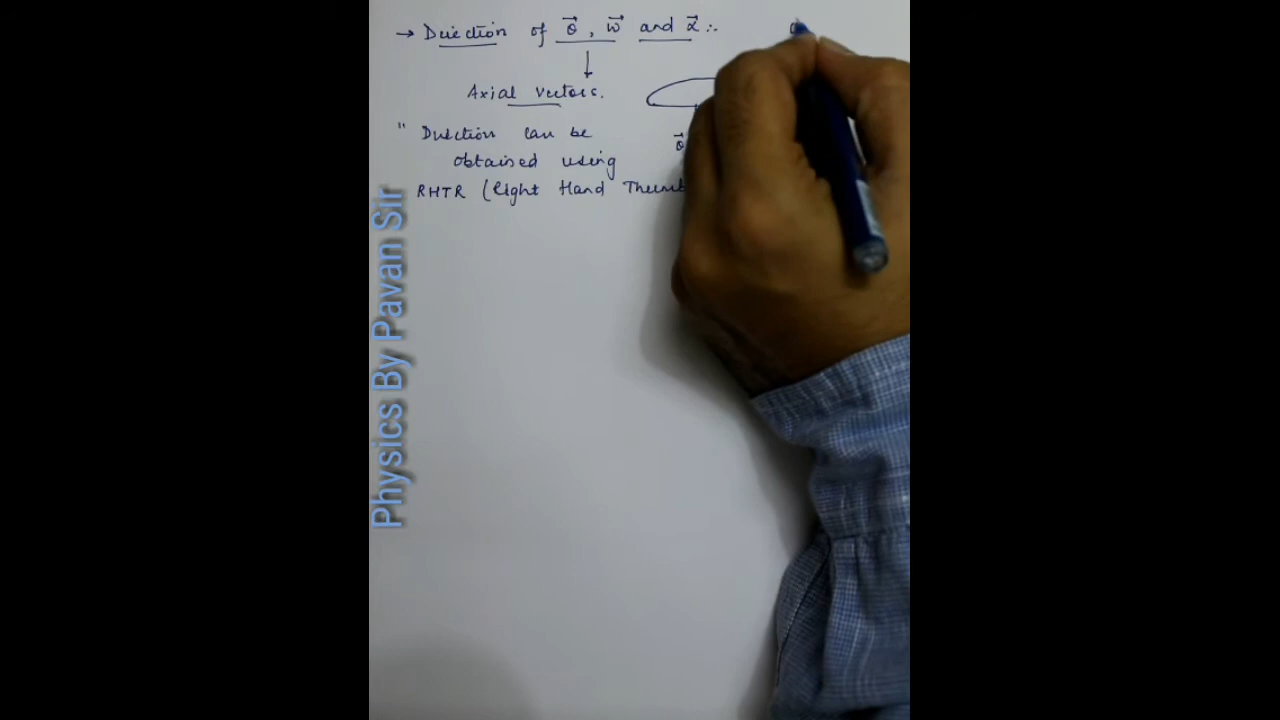 → Direction of θ⃗ , w⃗ and α⃗ :.
Axial vectors.
" Direction can be
θ⃗
obtained using
RHTR (Right Hand Thumb
Physics By Pavan Sir